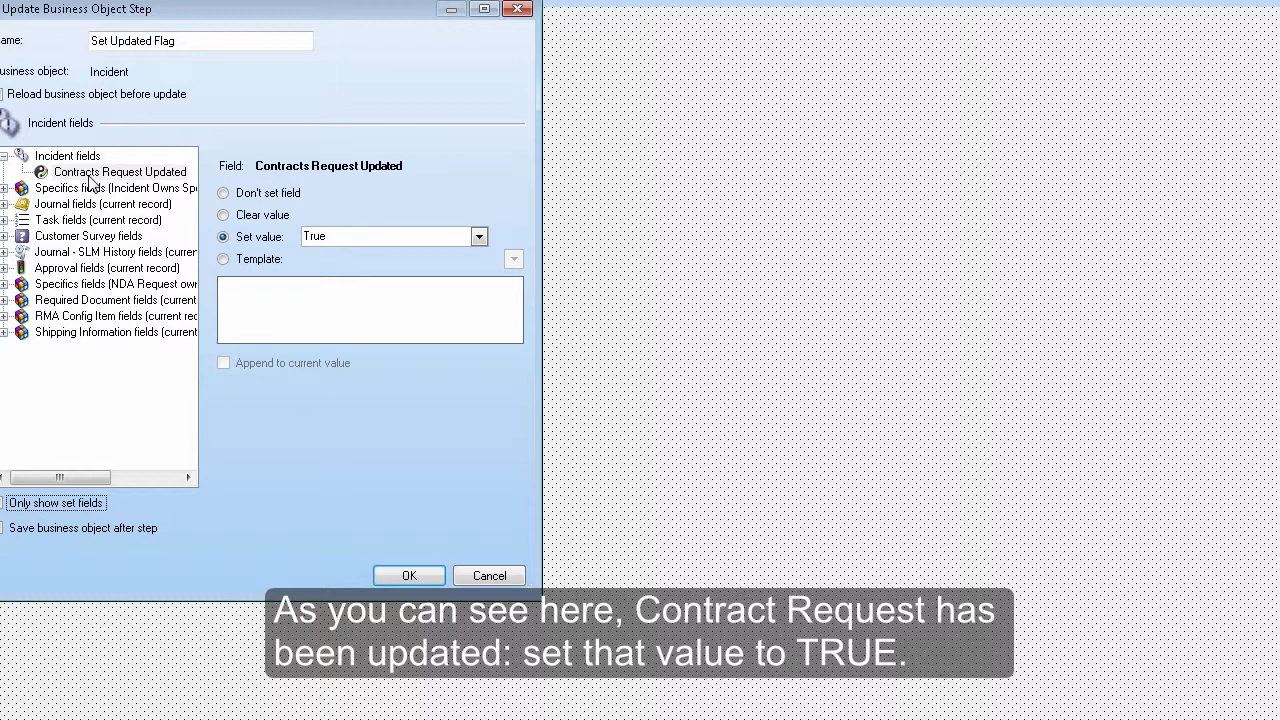 Update Business Object Step
ame: Set Updated Flag
usiness object: Incident
Reload business object before update
Incident fields
Incident fields
Contracts Request Updated
Specifics fields (Incident Owns Spe
Journal fields (current record)
Task fields (current record)
Customer Survey fields
Journal - SLM History fields (curren
Approval fields (current record)
Specifics fields (NDA Request own
Required Document fields (current
RMA Config Item fields (current rec
Shipping Information fields (current
Field: Contracts Request Updated
Don't set field
Clear value
Set value: True
Template:
Append to current value
Only show set fields
Save business object after step
OK Cancel
As you can see here, Contract Request has
been updated: set that value to TRUE.